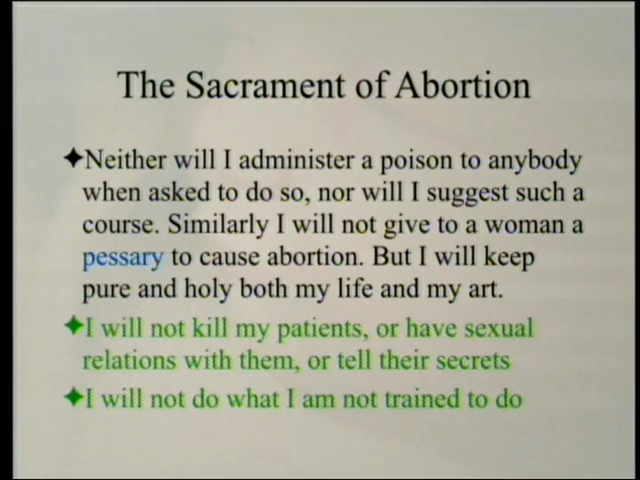 The Sacrament of Abortion
Neither will I administer a poison to anybody
when asked to do so, nor will I suggest such a
course. Similarly I will not give to a woman a
pessary to cause abortion. But I will keep
pure and holy both my life and my art.
I will not kill my patients, or have sexual
relations with them, or tell their secrets
I will not do what I am not trained to do